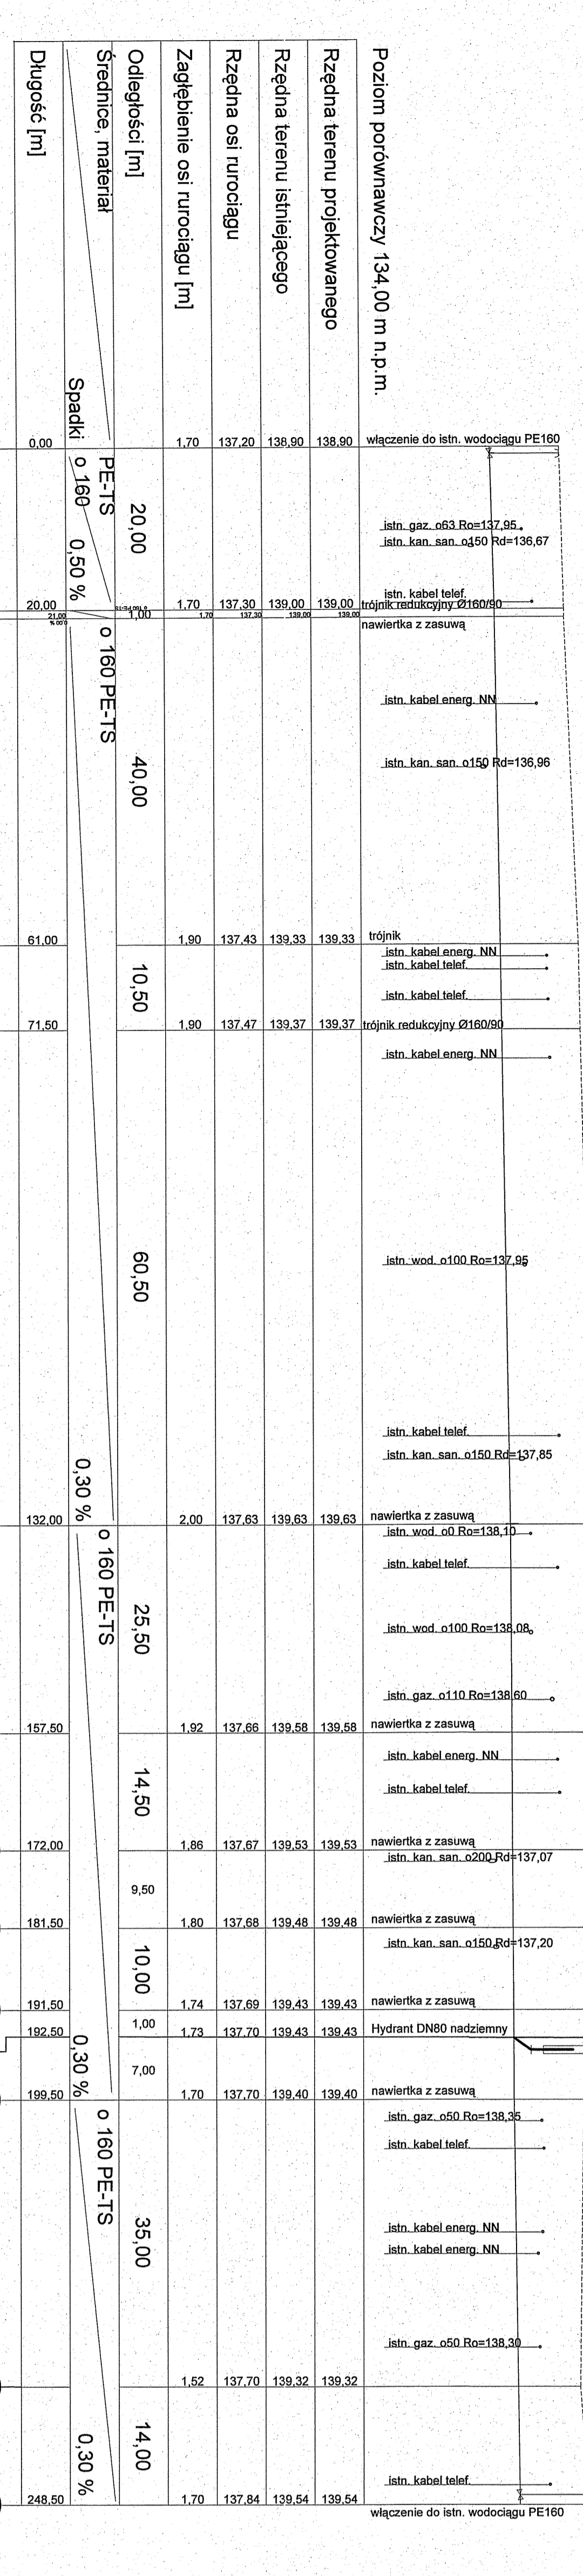 Poziom porównawczy 134,00 m n.p.m.
Rzędna terenu projektowanego
Rzędna terenu istniejącego
Rzędna osi rurociągu
Zagłębienie osi rurociągu [m]
Odległości [m]
Średnice, materiał
Spadki
Długość [m]
0,00 1,70 137,20 138,90 138,90 włączenie do istn. wodociągu PE160
PE-TS
o 160
0,50 %
20,00
istn. gaz. o63 Ro=137,95
istn. kan. san. o150 Rd=136,67
istn. kabel telef.
20,00 1,70 137,30 139,00 139,00 trójnik redukcyjny Ø160/90
1,00
21,00 1,70 137,30 139,00 139,00 nawiertka z zasuwą
0,00 %
o 160 PE-TS
istn. kabel energ. NN
40,00
istn. kan. san. o150 Rd=136,96
61,00 1,90 137,43 139,33 139,33 trójnik
istn. kabel energ. NN
istn. kabel telef.
10,50
istn. kabel telef.
71,50 1,90 137,47 139,37 139,37 trójnik redukcyjny Ø160/90
istn. kabel energ. NN
60,50
istn. wod. o100 Ro=137,95
istn. kabel telef.
istn. kan. san. o150 Rd=137,85
0,30 %
132,00 2,00 137,63 139,63 139,63 nawiertka z zasuwą
istn. wod. o0 Ro=138,10
o 160 PE-TS
istn. kabel telef.
25,50
istn. wod. o100 Ro=138,08
istn. gaz. o110 Ro=138,60
157,50 1,92 137,66 139,58 139,58 nawiertka z zasuwą
istn. kabel energ. NN
14,50
istn. kabel telef.
172,00 1,86 137,67 139,53 139,53 nawiertka z zasuwą
istn. kan. san. o200 Rd=137,07
9,50
181,50 1,80 137,68 139,48 139,48 nawiertka z zasuwą
istn. kan. san. o150 Rd=137,20
10,00
191,50 1,74 137,69 139,43 139,43 nawiertka z zasuwą
1,00
192,50 1,73 137,70 139,43 139,43 Hydrant DN80 nadziemny
0,30 %
7,00
199,50 1,70 137,70 139,40 139,40 nawiertka z zasuwą
o 160 PE-TS
istn. gaz. o50 Ro=138,35
istn. kabel telef.
35,00
istn. kabel energ. NN
istn. kabel energ. NN
istn. gaz. o50 Ro=138,30
1,52 137,70 139,32 139,32
14,00
0,30 %
istn. kabel telef.
248,50 1,70 137,84 139,54 139,54
włączenie do istn. wodociągu PE160